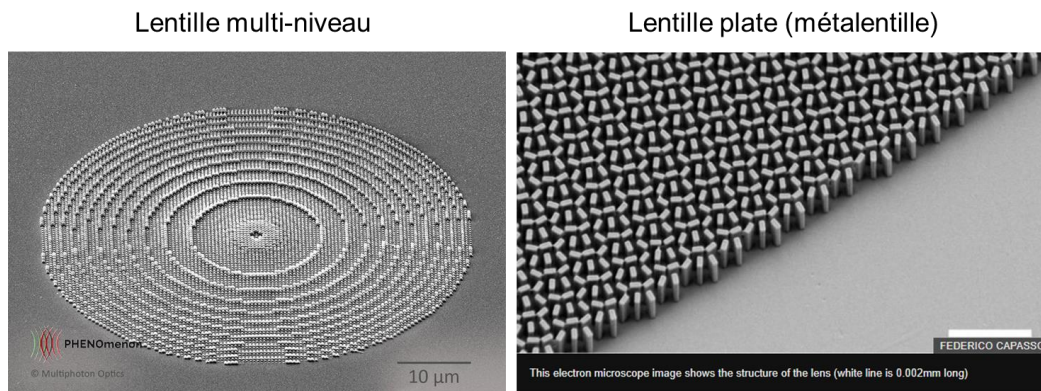 Lentille multi-niveau
Lentille plate (métalentille)
PHENOmenon
© Multiphoton Optics
10 µm
FEDERICO CAPASSO
This electron microscope image shows the structure of the lens (white line is 0.002mm long)